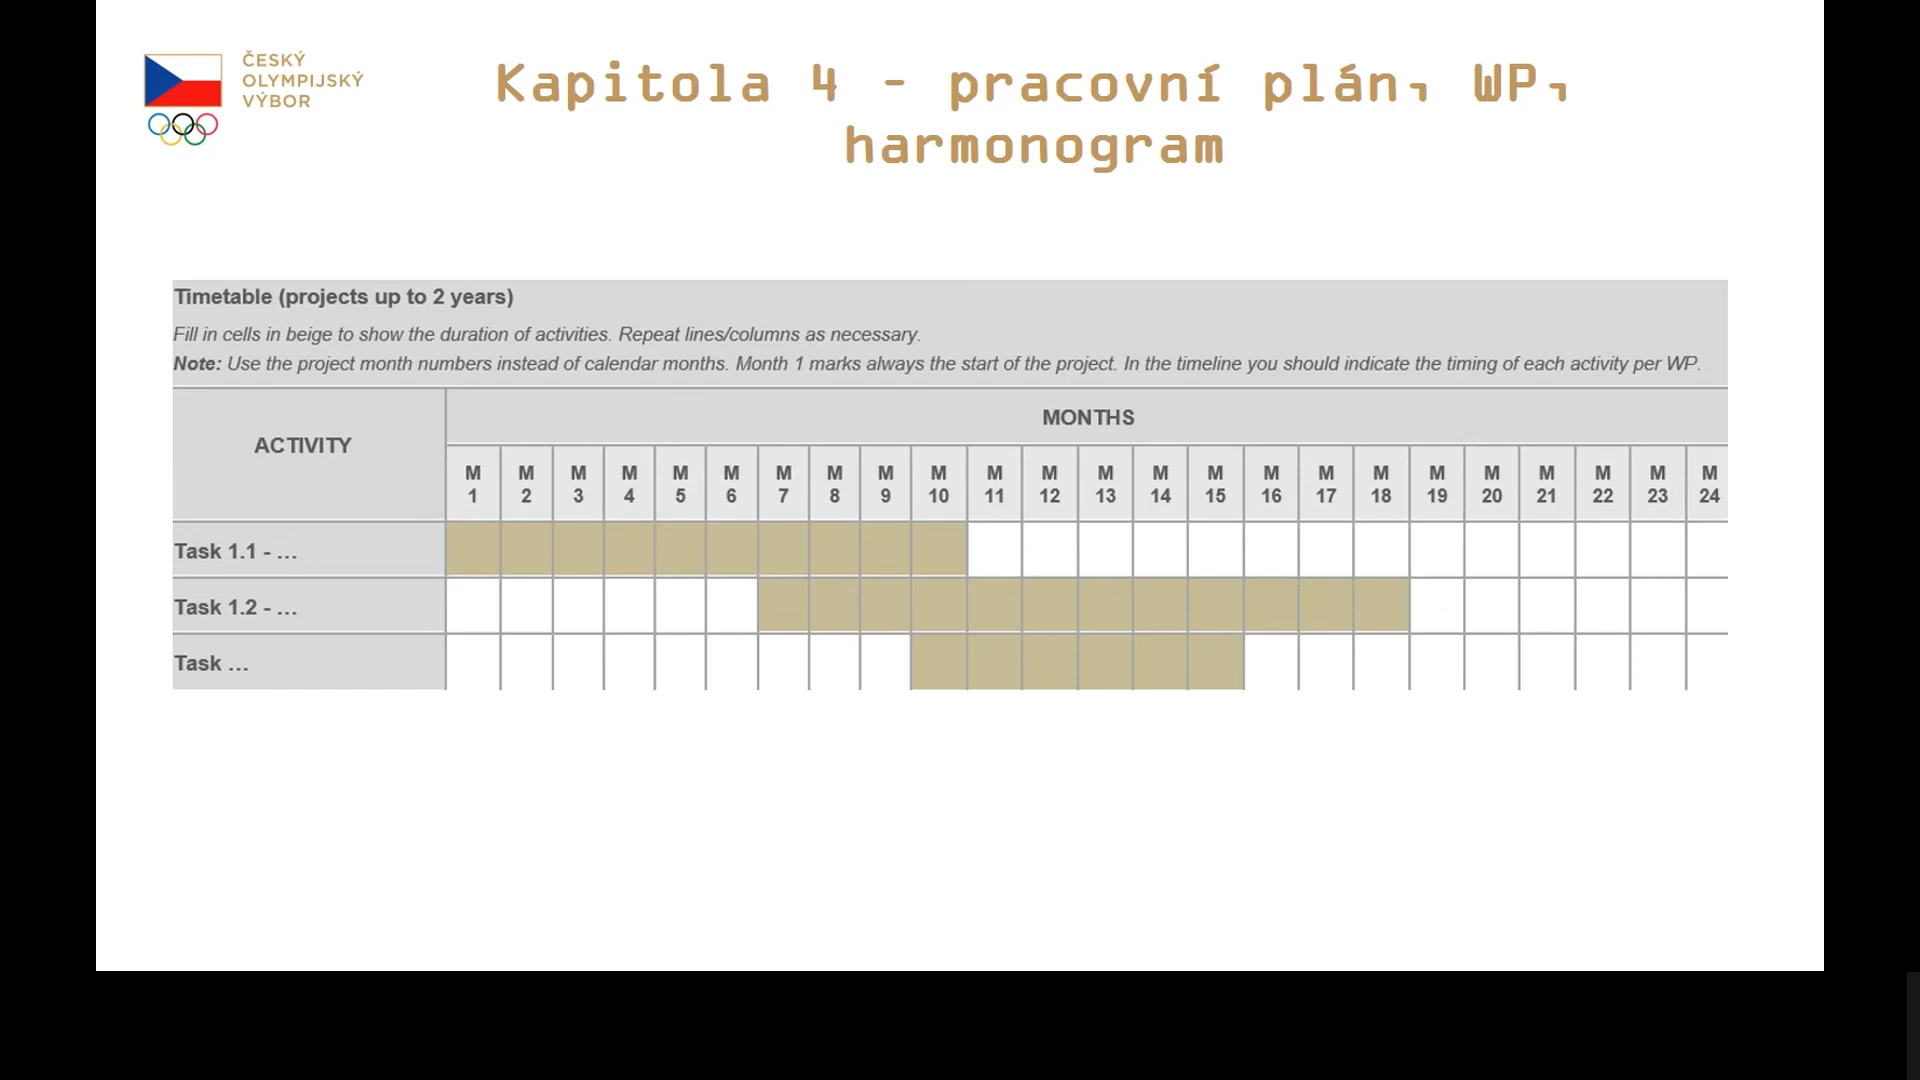 ČESKÝ
OLYMPIJSKÝ
VÝBOR
Kapitola 4 - pracovní plán, WP,
harmonogram
Timetable (projects up to 2 years)
Fill in cells in beige to show the duration of activities. Repeat lines/columns as necessary.
Note: Use the project month numbers instead of calendar months. Month 1 marks always the start of the project. In the timeline you should indicate the timing of each activity per WP.
ACTIVITY
MONTHS
M 1 M 2 M 3 M 4 M 5 M 6 M 7 M 8 M 9 M 10 M 11 M 12 M 13 M 14 M 15 M 16 M 17 M 18 M 19 M 20 M 21 M 22 M 23 M 24
Task 1.1 - …
Task 1.2 - …
Task …